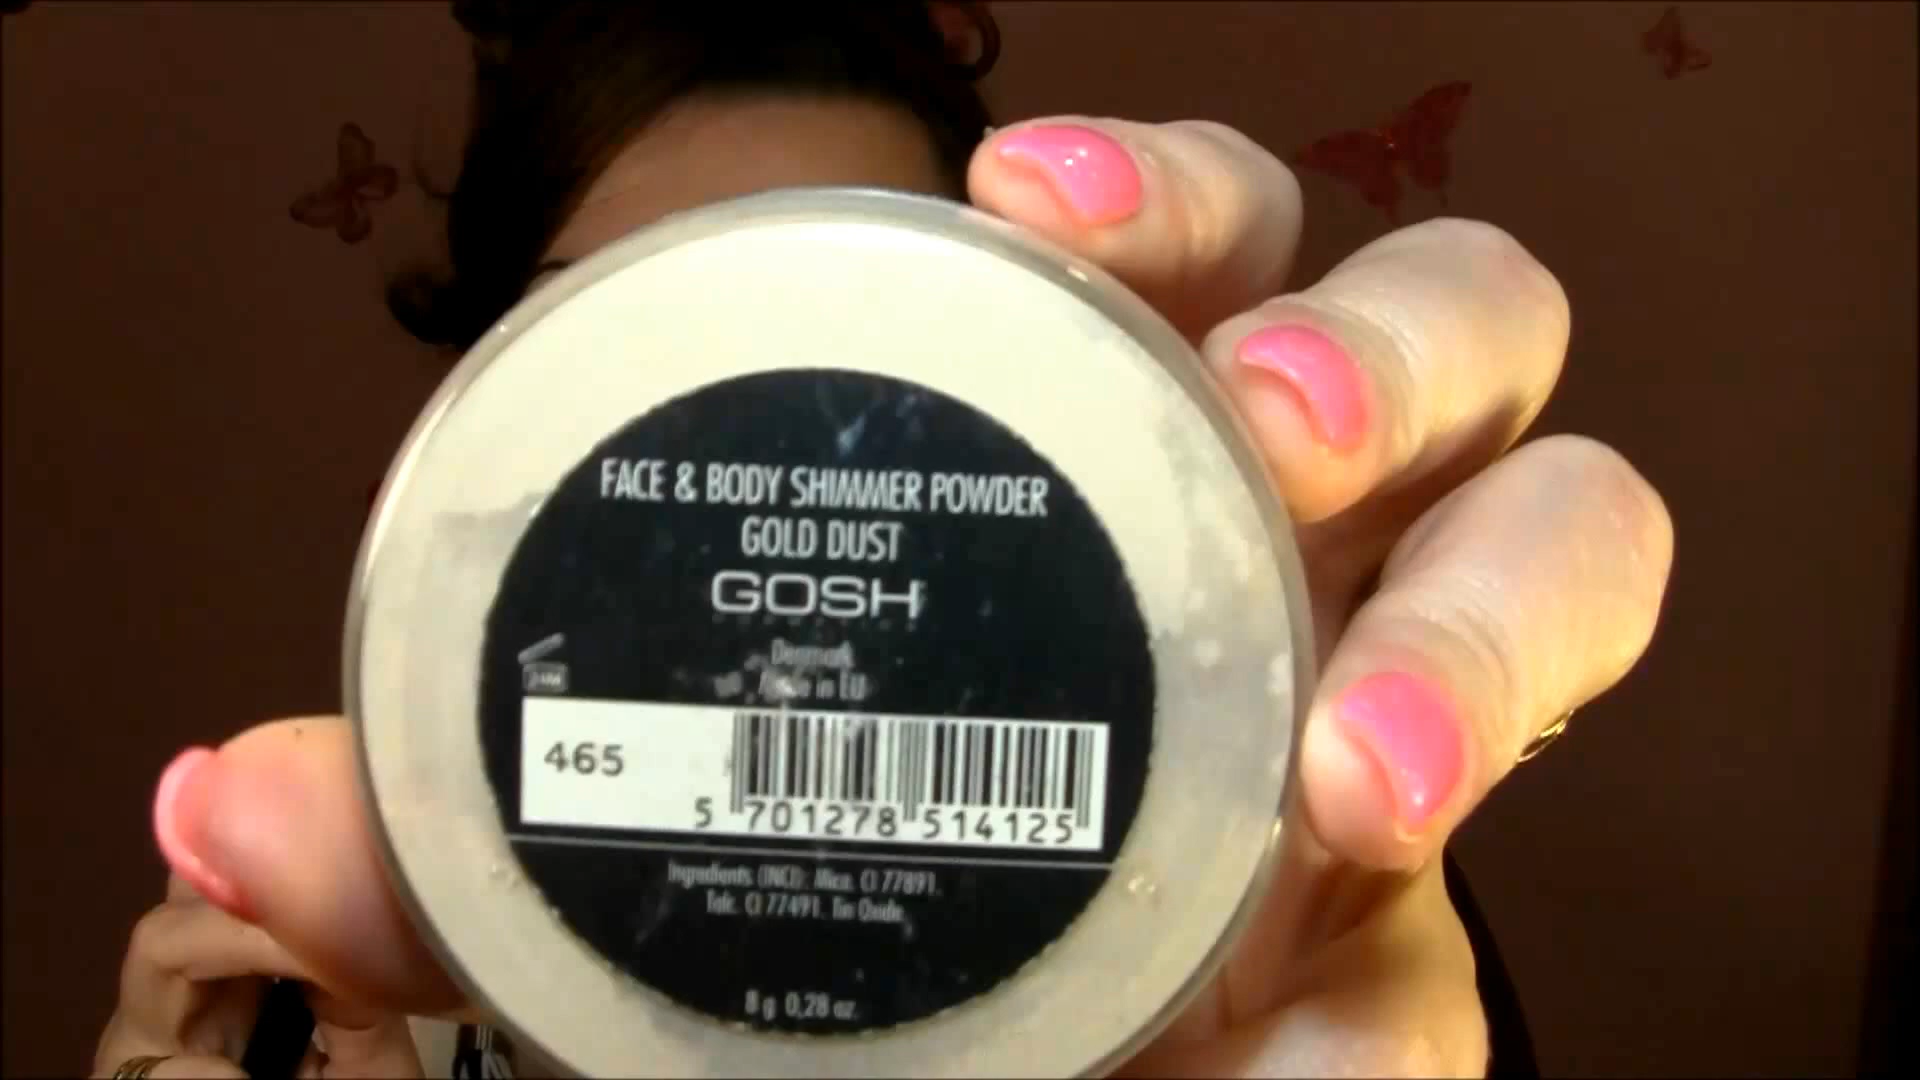 FACE & BODY SHIMMER POWDER
GOLD DUST
GOSH
Denmark
Made in EU
465
5 701278 514125
Ingredients (INCI): Mica. CI 77891.
Talc. CI 77491. Tin Oxide.
8 g 0,28 oz.